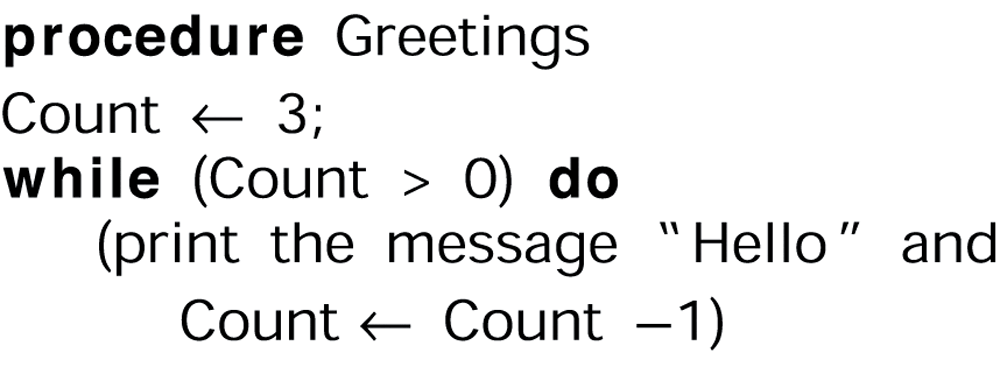 procedure Greetings
Count ← 3;
while (Count > 0) do
(print the message “Hello” and
Count ← Count −1)